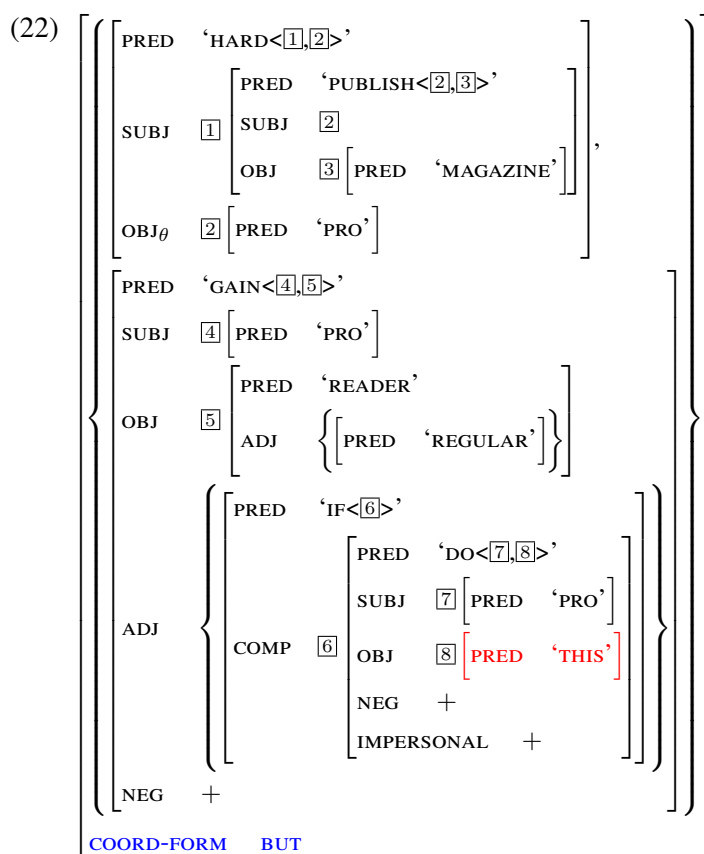 (22)
PRED ‘HARD<1,2>’
PRED ‘PUBLISH<2,3>’
SUBJ 2
SUBJ 1
OBJ 3 [PRED ‘MAGAZINE’]
,
OBJθ 2 [PRED ‘PRO’]
PRED ‘GAIN<4,5>’
SUBJ 4 [PRED ‘PRO’]
PRED ‘READER’
OBJ 5
ADJ {[PRED ‘REGULAR’]}
PRED ‘IF<6>’
PRED ‘DO<7,8>’
SUBJ 7 [PRED ‘PRO’]
ADJ
COMP 6
OBJ 8 [PRED ‘THIS’]
NEG +
IMPERSONAL +
NEG +
COORD-FORM BUT